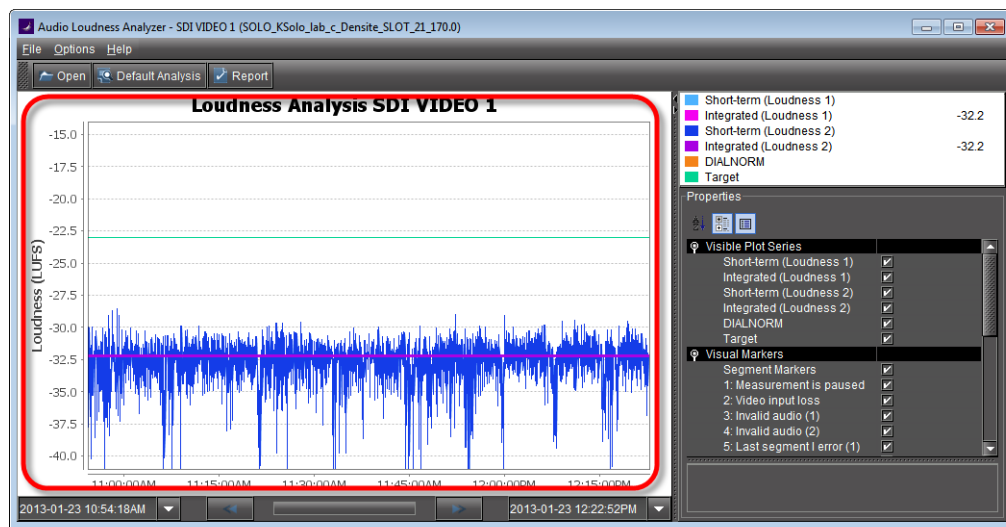 Audio Loudness Analyzer - SDI VIDEO 1 (SOLO_KSolo_lab_c_Densite_SLOT_21_170.0)
File Options Help
Open Default Analysis Report
Loudness Analysis SDI VIDEO 1
Loudness (LUFS)
-15.0
-17.5
-20.0
-22.5
-25.0
-27.5
-30.0
-32.5
-35.0
-37.5
-40.0
11:00:00AM 11:15:00AM 11:30:00AM 11:45:00AM 12:00:00PM 12:15:00PM
2013-01-23 10:54:18AM 2013-01-23 12:22:52PM
Short-term (Loudness 1)
Integrated (Loudness 1) -32.2
Short-term (Loudness 2)
Integrated (Loudness 2) -32.2
DIALNORM
Target
Properties
Visible Plot Series
Short-term (Loudness 1)
Integrated (Loudness 1)
Short-term (Loudness 2)
Integrated (Loudness 2)
DIALNORM
Target
Visual Markers
Segment Markers
1: Measurement is paused
2: Video input loss
3: Invalid audio (1)
4: Invalid audio (2)
5: Last segment I error (1)